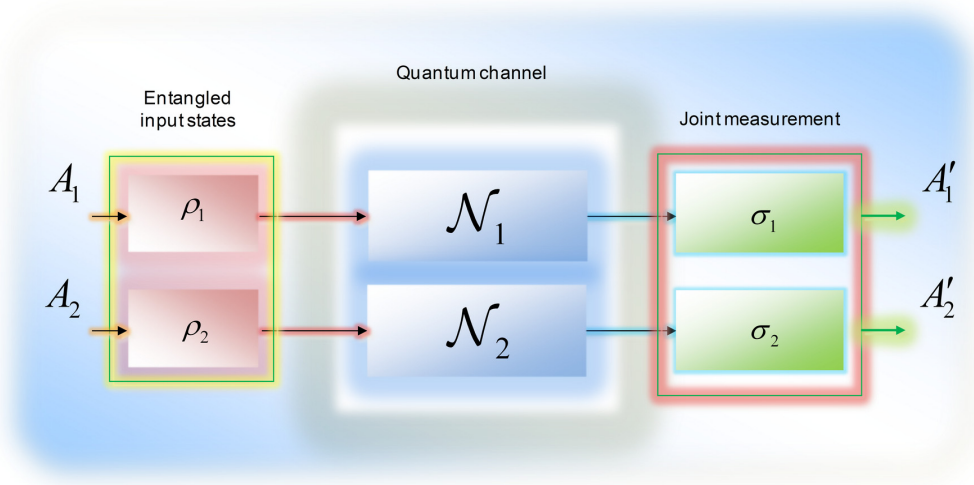 Quantum channel
Entangled
input states
Joint measurement
A₁
ρ₁
𝒩₁
σ₁
A′₁
A₂
ρ₂
𝒩₂
σ₂
A′₂